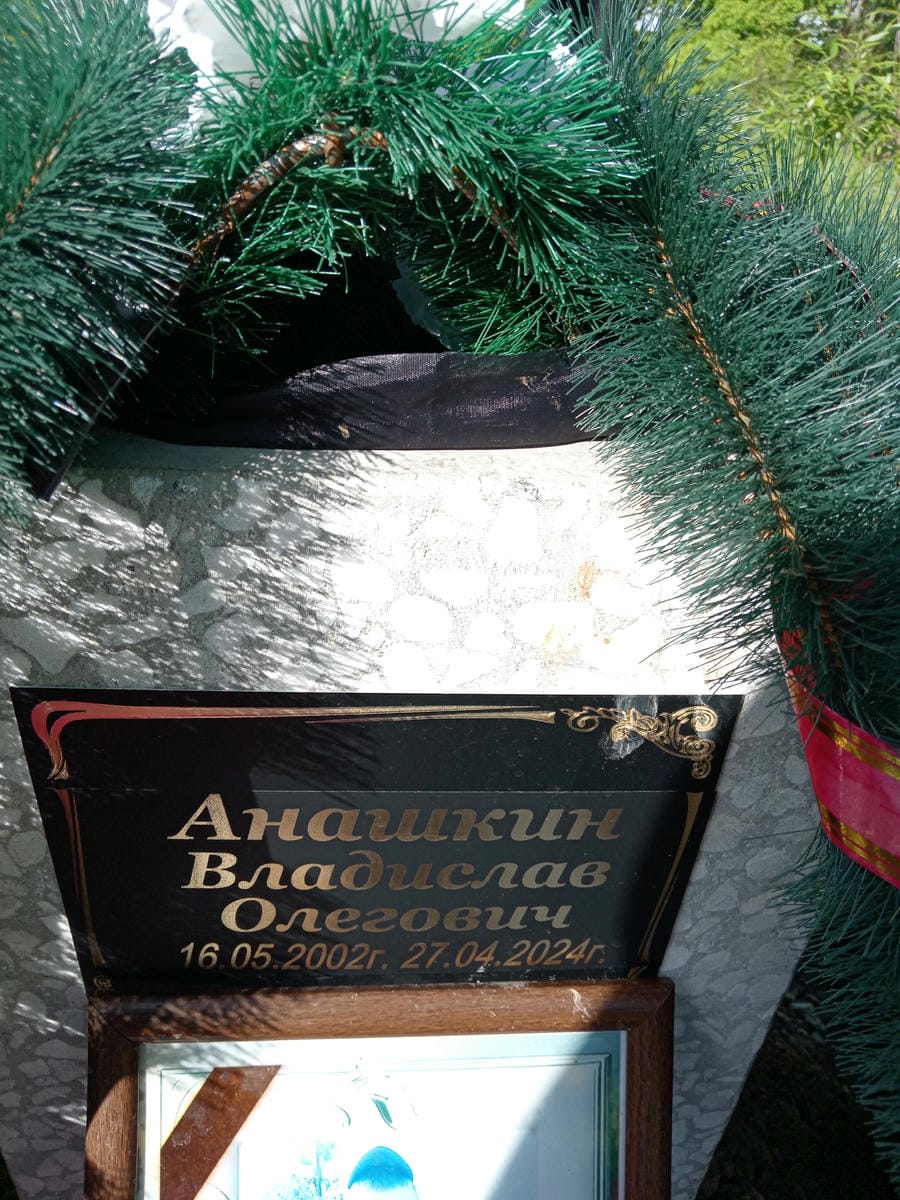 Анашкин
Владислав
Олегович
16.05.2002г. 27.04.2024г.